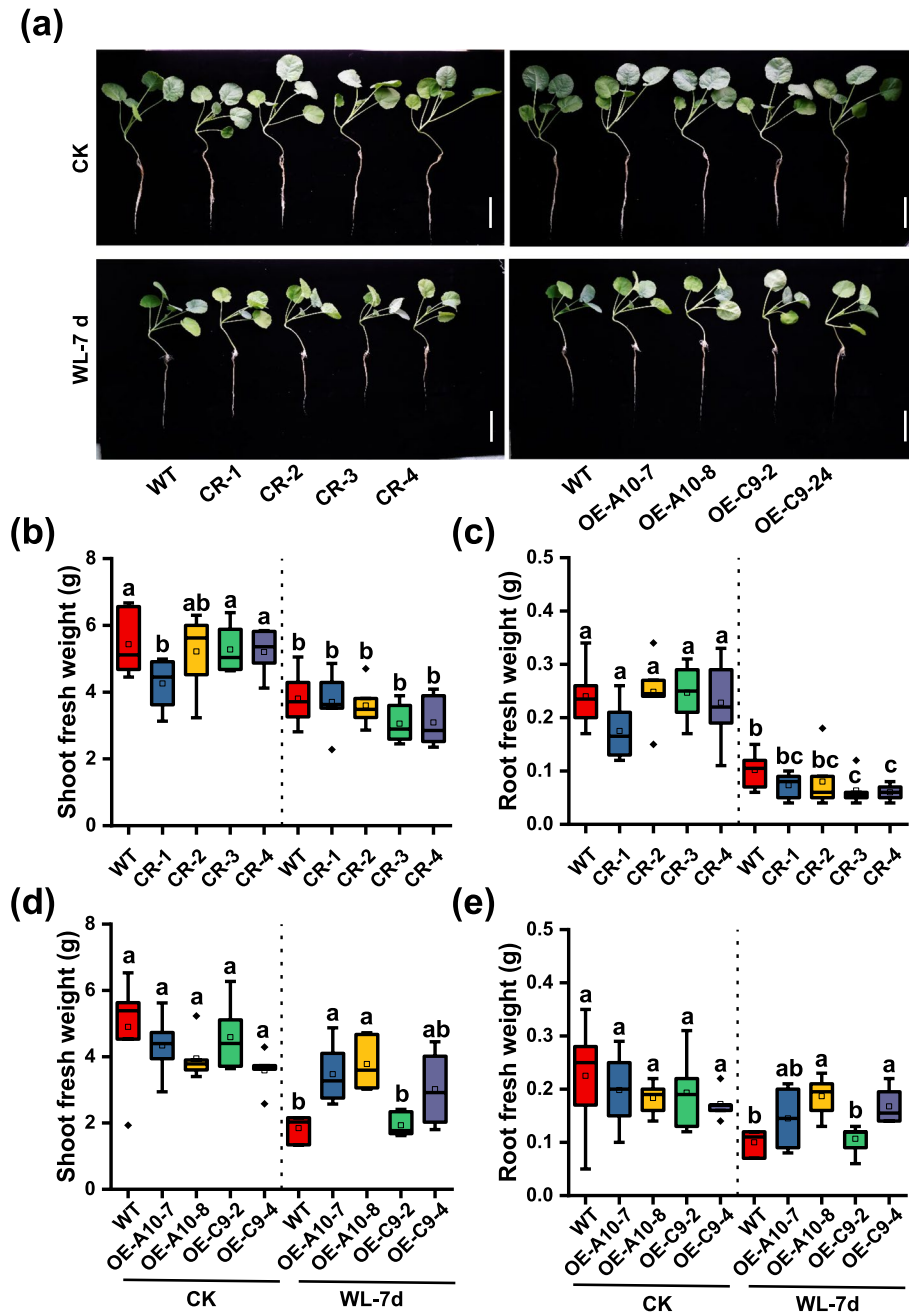 (a)
CK
WL-7 d
WT CR-1 CR-2 CR-3 CR-4
WT OE-A10-7 OE-A10-8 OE-C9-2 OE-C9-24
(b)
Shoot fresh weight (g)
8
6
4
2
0
a b ab a a b b b b b
WT CR-1 CR-2 CR-3 CR-4 WT CR-1 CR-2 CR-3 CR-4
(c)
Root fresh weight (g)
0.5
0.4
0.3
0.2
0.1
0.0
a a a a a b bc bc c c
WT CR-1 CR-2 CR-3 CR-4 WT CR-1 CR-2 CR-3 CR-4
(d)
Shoot fresh weight (g)
8
6
4
2
0
a a a a a b a a b ab
WT OE-A10-7 OE-A10-8 OE-C9-2 OE-C9-4 WT OE-A10-7 OE-A10-8 OE-C9-2 OE-C9-4
CK WL-7d
(e)
Root fresh weight (g)
0.5
0.4
0.3
0.2
0.1
0.0
a a a a a b ab a b a
WT OE-A10-7 OE-A10-8 OE-C9-2 OE-C9-4 WT OE-A10-7 OE-A10-8 OE-C9-2 OE-C9-4
CK WL-7d